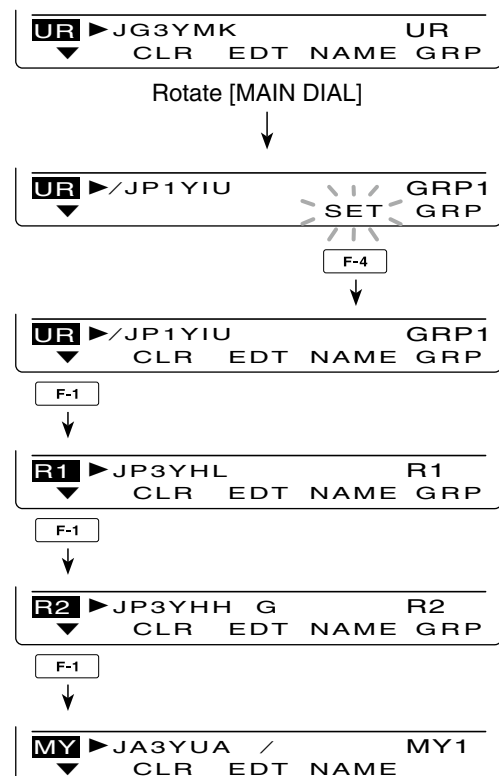 UR ►JG3YMK UR
▼ CLR EDT NAME GRP
Rotate [MAIN DIAL]
UR ►/JP1YIU GRP1
▼ SET GRP
F-4
UR ►/JP1YIU GRP1
▼ CLR EDT NAME GRP
F-1
R1 ►JP3YHL R1
▼ CLR EDT NAME GRP
F-1
R2 ►JP3YHH G R2
▼ CLR EDT NAME GRP
F-1
MY ►JA3YUA / MY1
▼ CLR EDT NAME